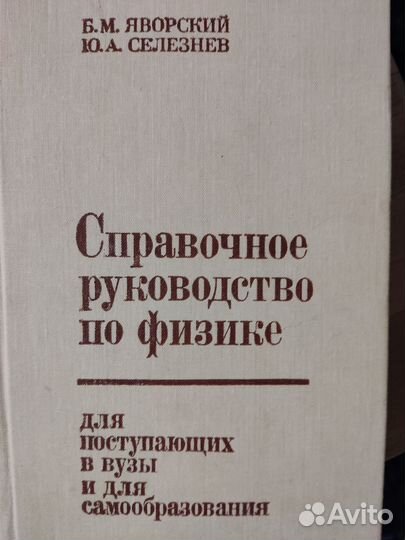 Б.М. ЯВОРСКИЙ
Ю.А. СЕЛЕЗНЕВ
Справочное
руководство
по физике
для
поступающих
в вузы
и для
самообразования
Avito